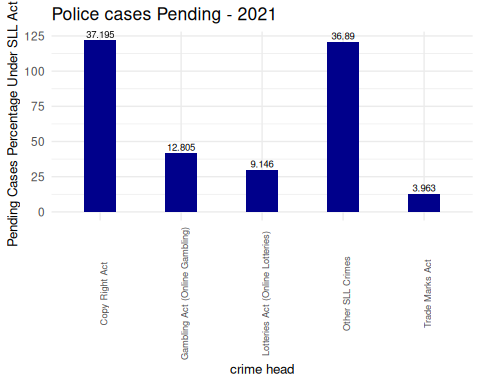 Police cases Pending - 2021
Pending Cases Percentage Under SLL Act
125
100
75
50
25
0
37.195
12.805
9.146
36.89
3.963
Copy Right Act
Gambling Act (Online Gambling)
Lotteries Act (Online Lotteries)
Other SLL Crimes
Trade Marks Act
crime head